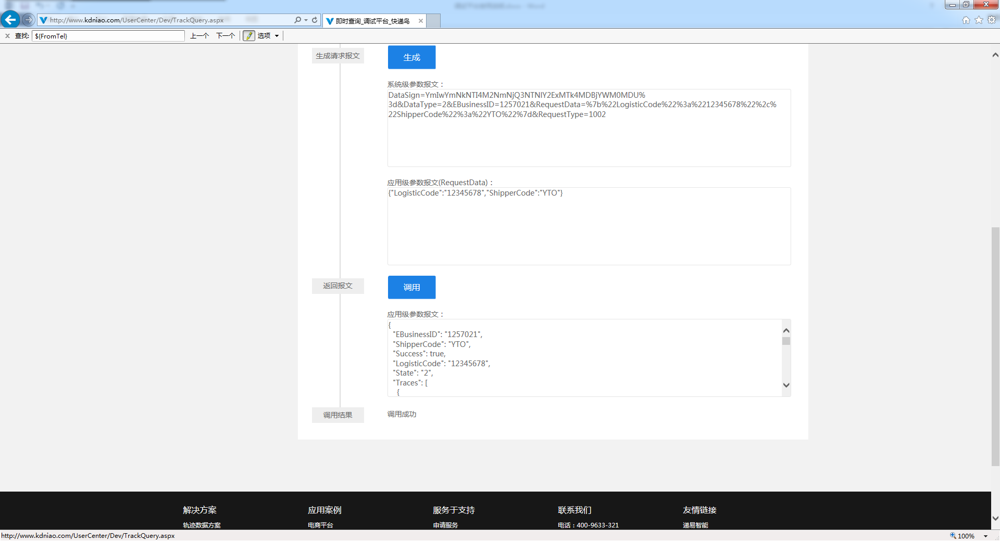 http://www.kdniao.com/UserCenter/Dev/TrackQuery.aspx
即时查询_调试平台_快递鸟
查找: ${FromTel}
上一个 下一个 选项
生成请求报文
生成
系统级参数报文：
DataSign=YmIwYmNkNTI4M2NmNjQ3NTNlY2ExMTk4MDBjYWM0MDU%
3d&DataType=2&EBusinessID=1257021&RequestData=%7b%22LogisticCode%22%3a%2212345678%22%2c%
22ShipperCode%22%3a%22YTO%22%7d&RequestType=1002
应用级参数报文(RequestData)：
{"LogisticCode":"12345678","ShipperCode":"YTO"}
返回报文
调用
应用级参数报文：
{
"EBusinessID": "1257021",
"ShipperCode": "YTO",
"Success": true,
"LogisticCode": "12345678",
"State": "2",
"Traces": [
{
调用结果
调用成功
解决方案 应用案例 服务于支持 联系我们 友情链接
轨迹数据方案 电商平台 申请服务 电话：400-9633-321 递易智能
http://www.kdniao.com/UserCenter/Dev/TrackQuery.aspx
100%